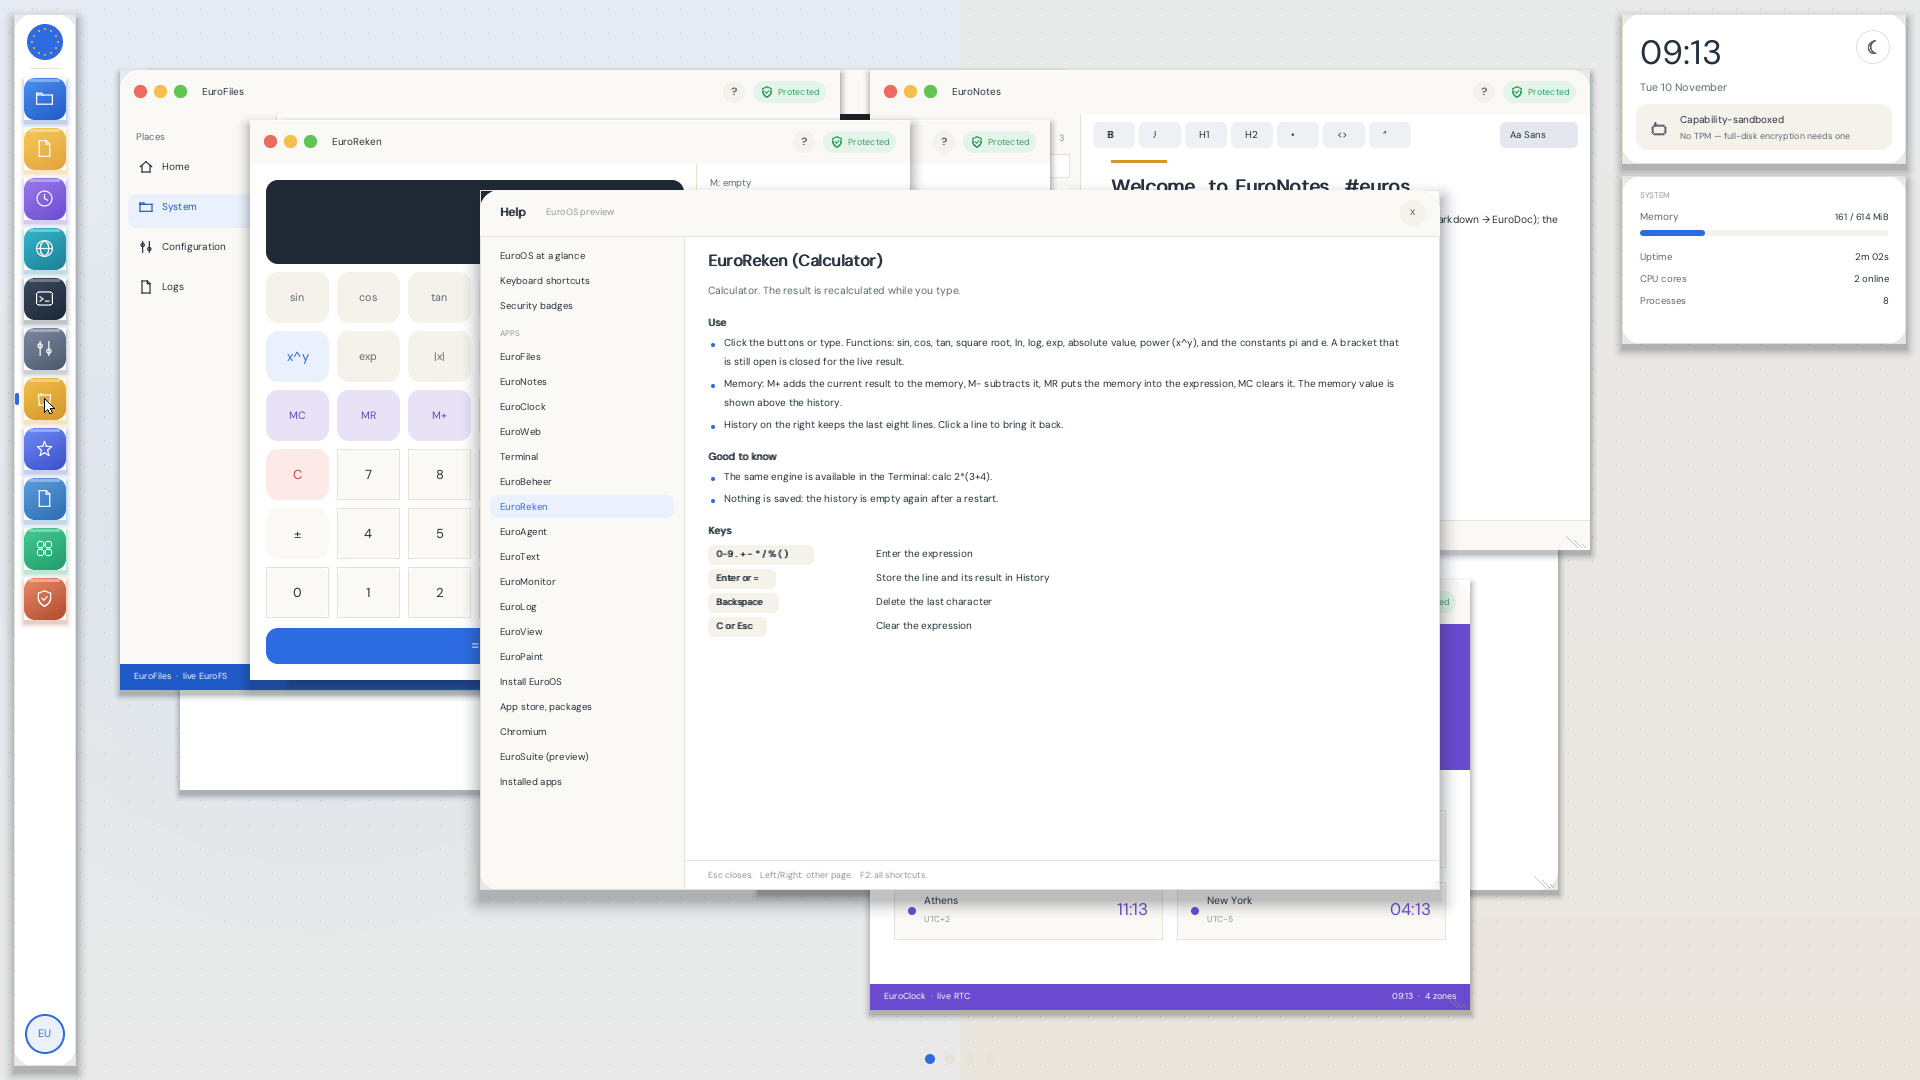 EuroFiles
?
Protected
Places
Home
System
Configuration
Logs
EuroFiles · live EuroFS
EuroReken
?
Protected
M: empty
sin
cos
tan
x^y
exp
|x|
MC
MR
M+
C
7
8
±
4
5
0
1
2
=
?
Protected
3
EuroNotes
?
Protected
B
I
H1
H2
•
<>
"
Aa Sans
Welcome to EuroNotes #euros
arkdown → EuroDoc); the
Help
EuroOS preview
x
EuroOS at a glance
Keyboard shortcuts
Security badges
APPS
EuroFiles
EuroNotes
EuroClock
EuroWeb
Terminal
EuroBeheer
EuroReken
EuroAgent
EuroText
EuroMonitor
EuroLog
EuroView
EuroPaint
Install EuroOS
App store, packages
Chromium
EuroSuite (preview)
Installed apps
EuroReken (Calculator)
Calculator. The result is recalculated while you type.
Use
Click the buttons or type. Functions: sin, cos, tan, square root, ln, log, exp, absolute value, power (x^y), and the constants pi and e. A bracket that
is still open is closed for the live result.
Memory: M+ adds the current result to the memory, M- subtracts it, MR puts the memory into the expression, MC clears it. The memory value is
shown above the history.
History on the right keeps the last eight lines. Click a line to bring it back.
Good to know
The same engine is available in the Terminal: calc 2*(3+4).
Nothing is saved: the history is empty again after a restart.
Keys
0-9 . + - * / % ( )
Enter the expression
Enter or =
Store the line and its result in History
Backspace
Delete the last character
C or Esc
Clear the expression
Esc closes. Left/Right: other page. F2: all shortcuts.
ed
Athens
UTC+2
11:13
New York
UTC-5
04:13
EuroClock · live RTC
09:13 · 4 zones
09:13
Tue 10 November
Capability-sandboxed
No TPM — full-disk encryption needs one
SYSTEM
Memory
161 / 614 MiB
Uptime
2m 02s
CPU cores
2 online
Processes
8
EU